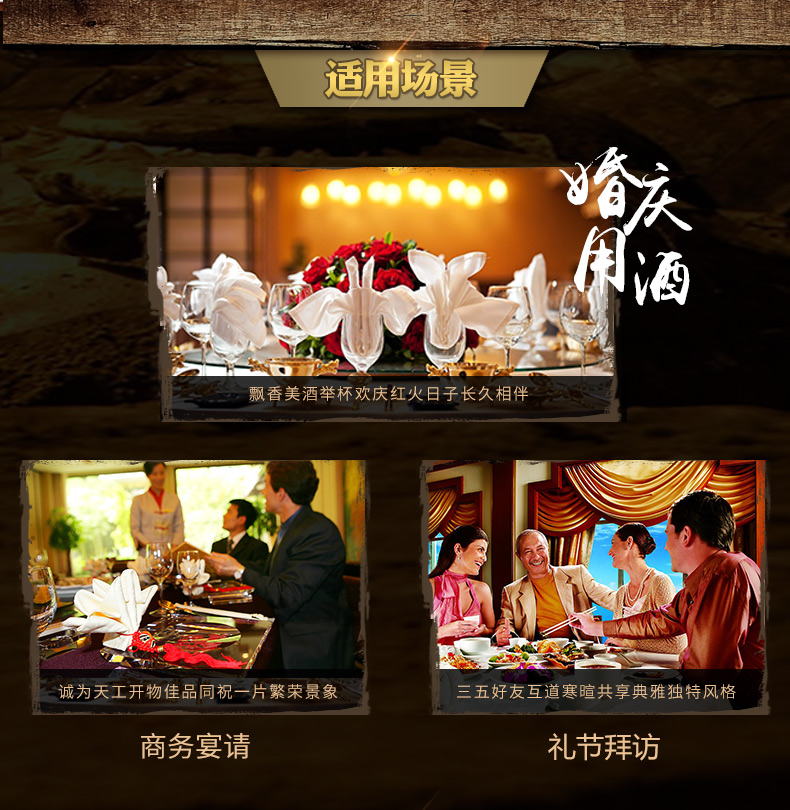 适用场景
婚庆
用酒
飘香美酒举杯欢庆红火日子长久相伴
诚为天工开物佳品同祝一片繁荣景象
三五好友互道寒暄共享典雅独特风格
商务宴请
礼节拜访